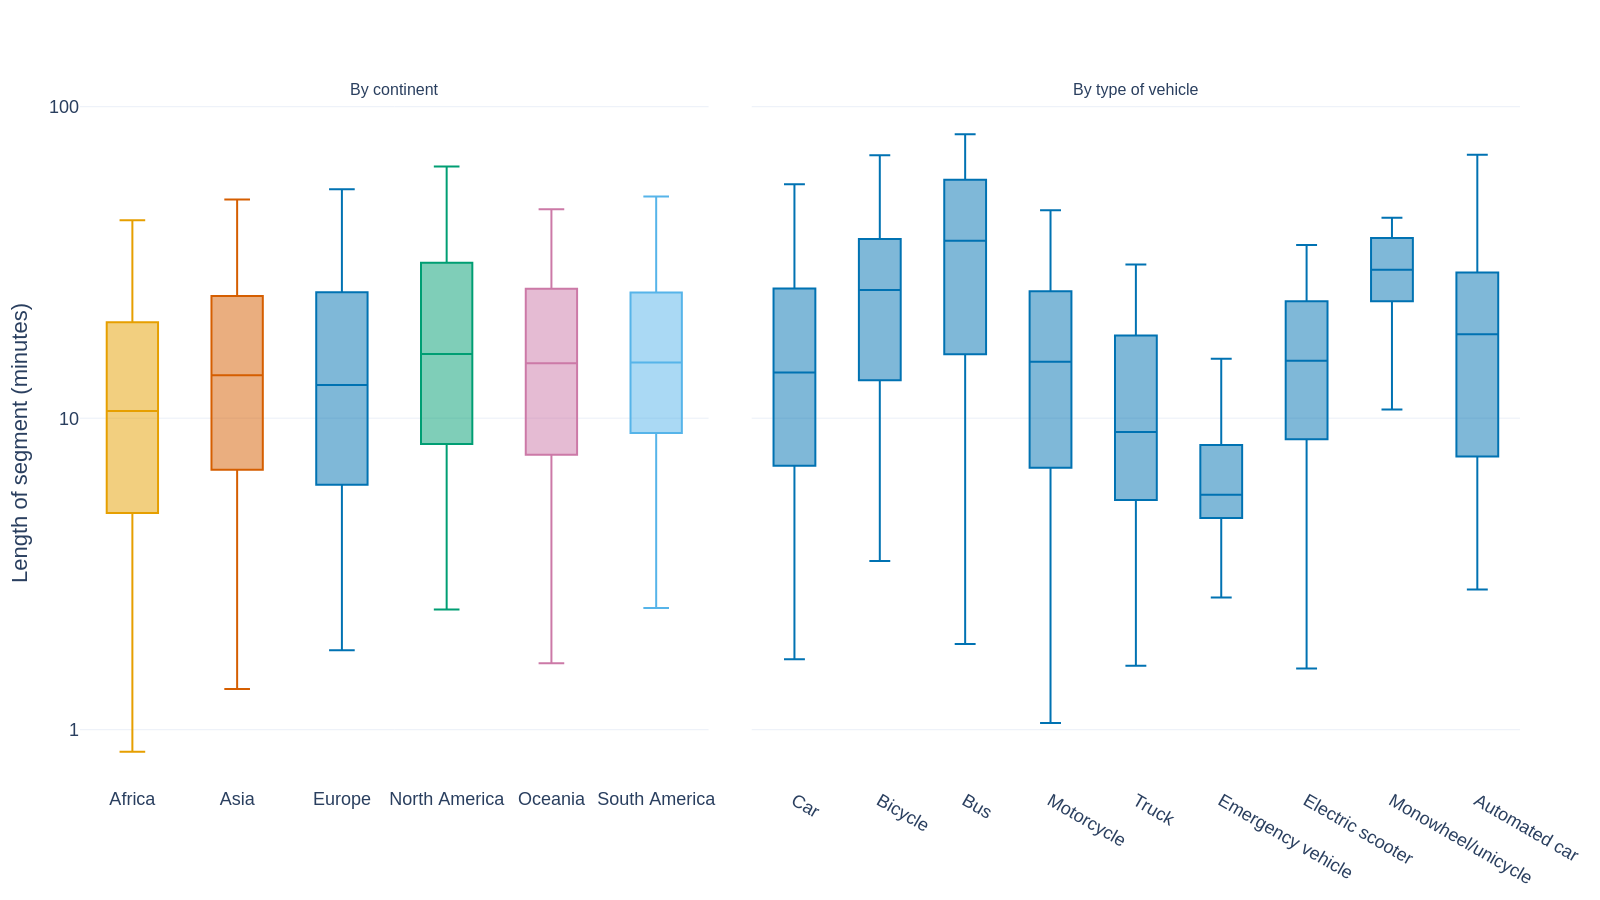 By continent
By type of vehicle
Length of segment (minutes)
100
10
1
Africa
Asia
Europe
North America
Oceania
South America
Car
Bicycle
Bus
Motorcycle
Truck
Emergency vehicle
Electric scooter
Monowheel/unicycle
Automated car